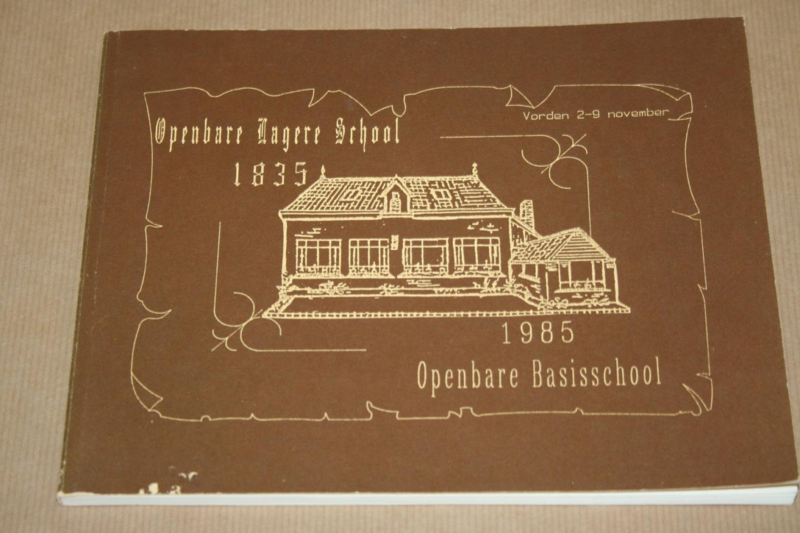 Vorden 2-9 november
Openbare Lagere School
1835
1985
Openbare Basisschool